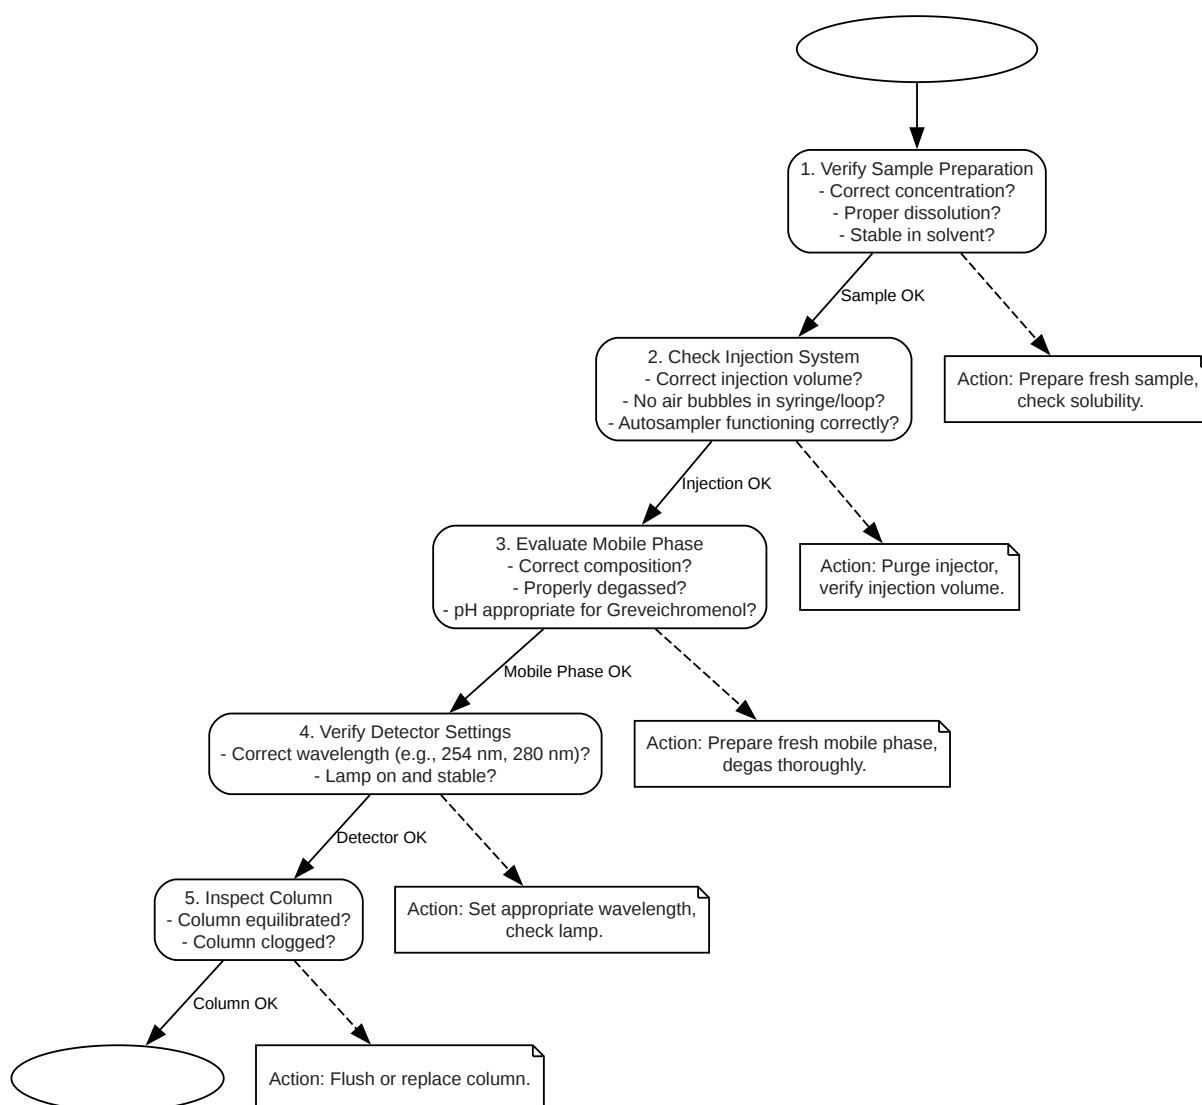 1. Verify Sample Preparation
- Correct concentration?
- Proper dissolution?
- Stable in solvent?
Sample OK
2. Check Injection System
- Correct injection volume?
- No air bubbles in syringe/loop?
- Autosampler functioning correctly?
Action: Prepare fresh sample,
check solubility.
Injection OK
3. Evaluate Mobile Phase
- Correct composition?
- Properly degassed?
- pH appropriate for Greveichromenol?
Action: Purge injector,
verify injection volume.
Mobile Phase OK
4. Verify Detector Settings
- Correct wavelength (e.g., 254 nm, 280 nm)?
- Lamp on and stable?
Action: Prepare fresh mobile phase,
degas thoroughly.
Detector OK
5. Inspect Column
- Column equilibrated?
- Column clogged?
Action: Set appropriate wavelength,
check lamp.
Column OK
Action: Flush or replace column.